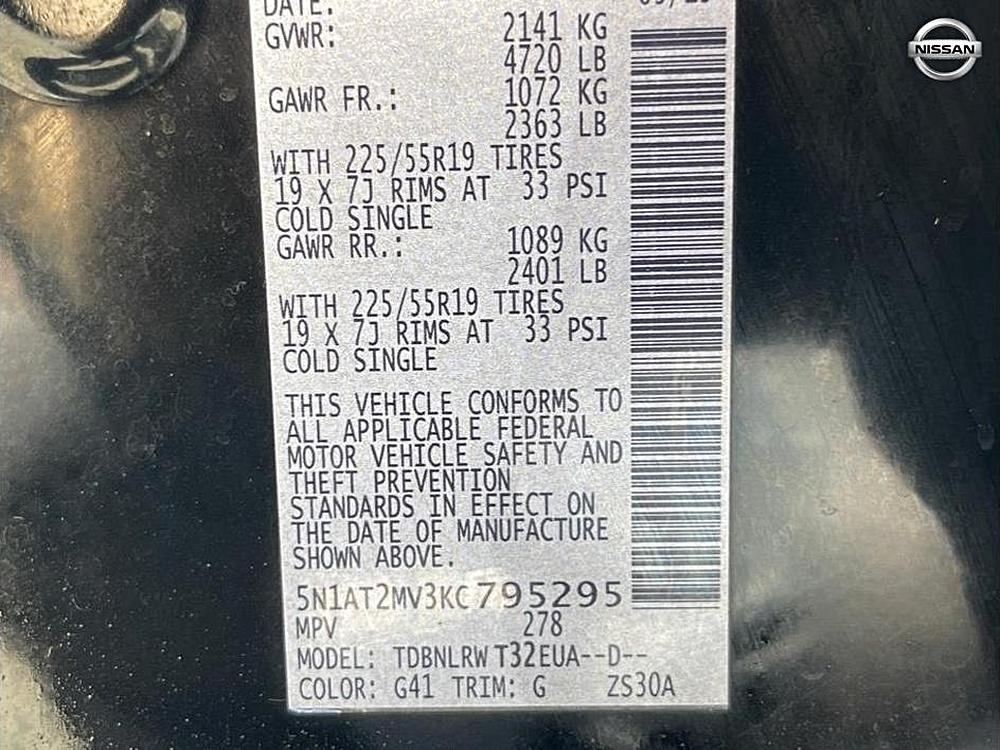 DATE:
GVWR: 2141 KG
4720 LB
GAWR FR.: 1072 KG
2363 LB
WITH 225/55R19 TIRES
19 X 7J RIMS AT 33 PSI
COLD SINGLE
GAWR RR.: 1089 KG
2401 LB
WITH 225/55R19 TIRES
19 X 7J RIMS AT 33 PSI
COLD SINGLE
THIS VEHICLE CONFORMS TO
ALL APPLICABLE FEDERAL
MOTOR VEHICLE SAFETY AND
THEFT PREVENTION
STANDARDS IN EFFECT ON
THE DATE OF MANUFACTURE
SHOWN ABOVE.
5N1AT2MV3KC795295
MPV 278
MODEL: TDBNLRW T32EUA--D--
COLOR: G41 TRIM: G ZS30A
NISSAN